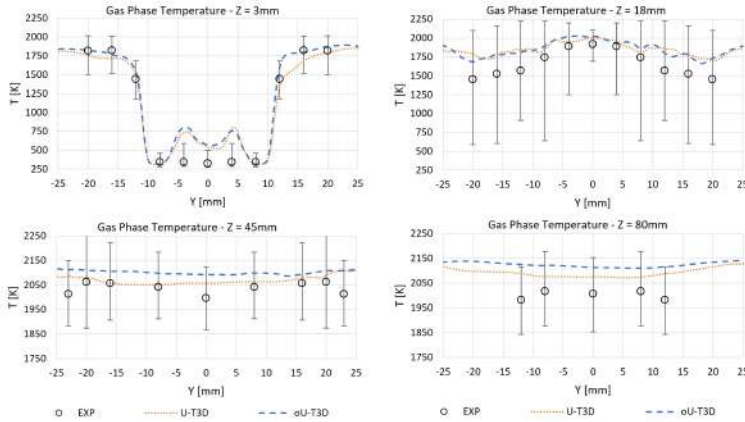 Gas Phase Temperature - Z = 3mm
T [K]
2250
2000
1750
1500
1250
1000
750
500
250
-25 -20 -15 -10 -5 0 5 10 15 20 25
Y [mm]
Gas Phase Temperature - Z = 18mm
T [K]
2250
2000
1750
1500
1250
1000
750
500
250
-25 -20 -15 -10 -5 0 5 10 15 20 25
Y [mm]
Gas Phase Temperature - Z = 45mm
T [K]
2250
2150
2050
1950
1850
1750
-25 -20 -15 -10 -5 0 5 10 15 20 25
Y [mm]
EXP U-T3D oU-T3D
Gas Phase Temperature - Z = 80mm
T [K]
2250
2150
2050
1950
1850
1750
-25 -20 -15 -10 -5 0 5 10 15 20 25
Y [mm]
EXP U-T3D oU-T3D